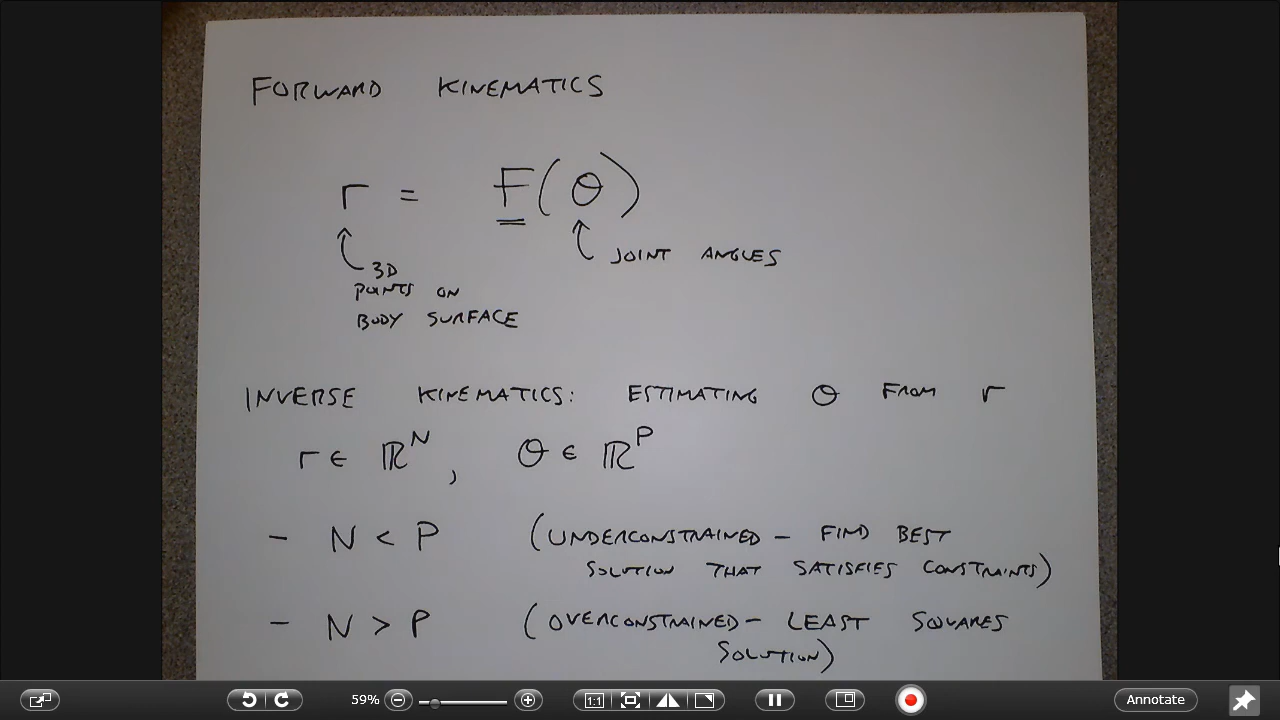 FORWARD KINEMATICS
r = F(θ)
JOINT ANGLES
3D
POINTS ON
BODY SURFACE
INVERSE KINEMATICS: ESTIMATING θ FROM r
r ∈ ℝ^N, θ ∈ ℝ^P
- N < P (UNDERCONSTRAINED - FIND BEST
SOLUTION THAT SATISFIES CONSTRAINTS)
- N > P (OVERCONSTRAINED - LEAST SQUARES
SOLUTION)
59%
1:1
Annotate